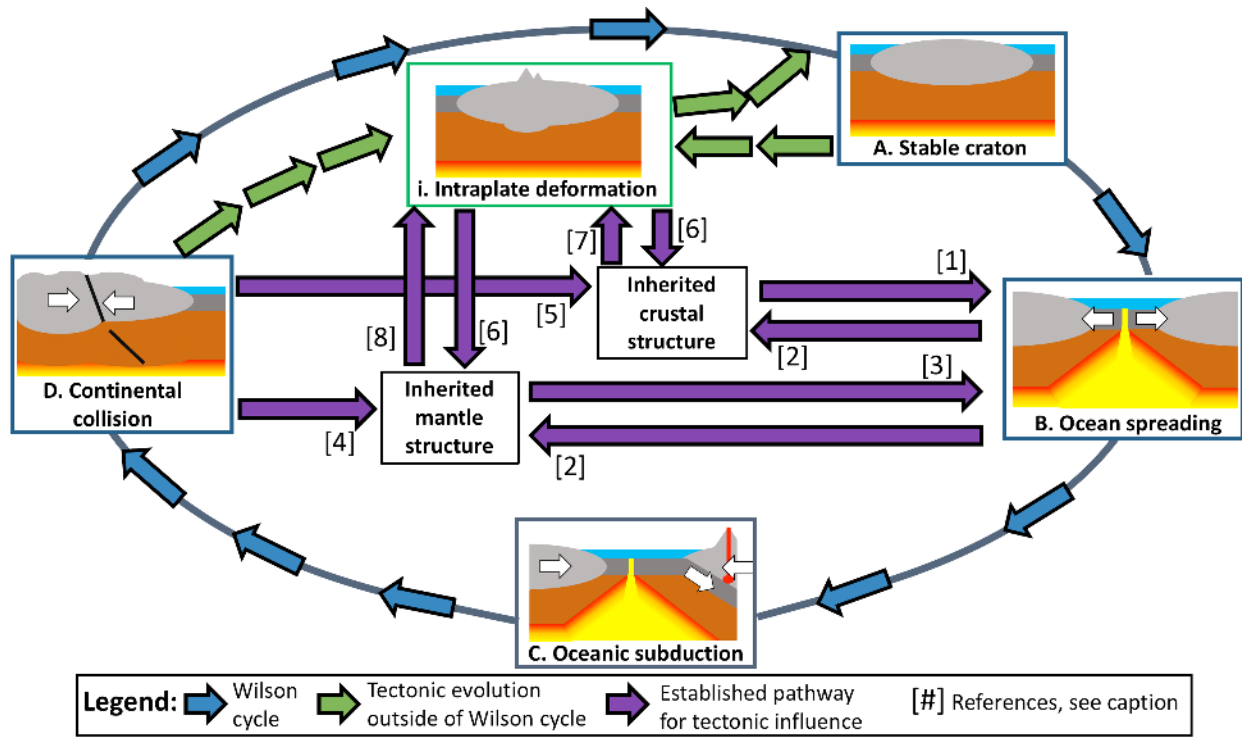 A. Stable craton
i. Intraplate deformation
[7]
[6]
[1]
Inherited
crustal
structure
[5]
[8]
[6]
[2]
[3]
D. Continental
collision
Inherited
mantle
structure
[4]
[2]
B. Ocean spreading
C. Oceanic subduction
Legend:
Wilson
cycle
Tectonic evolution
outside of Wilson cycle
Established pathway
for tectonic influence
[#] References, see caption